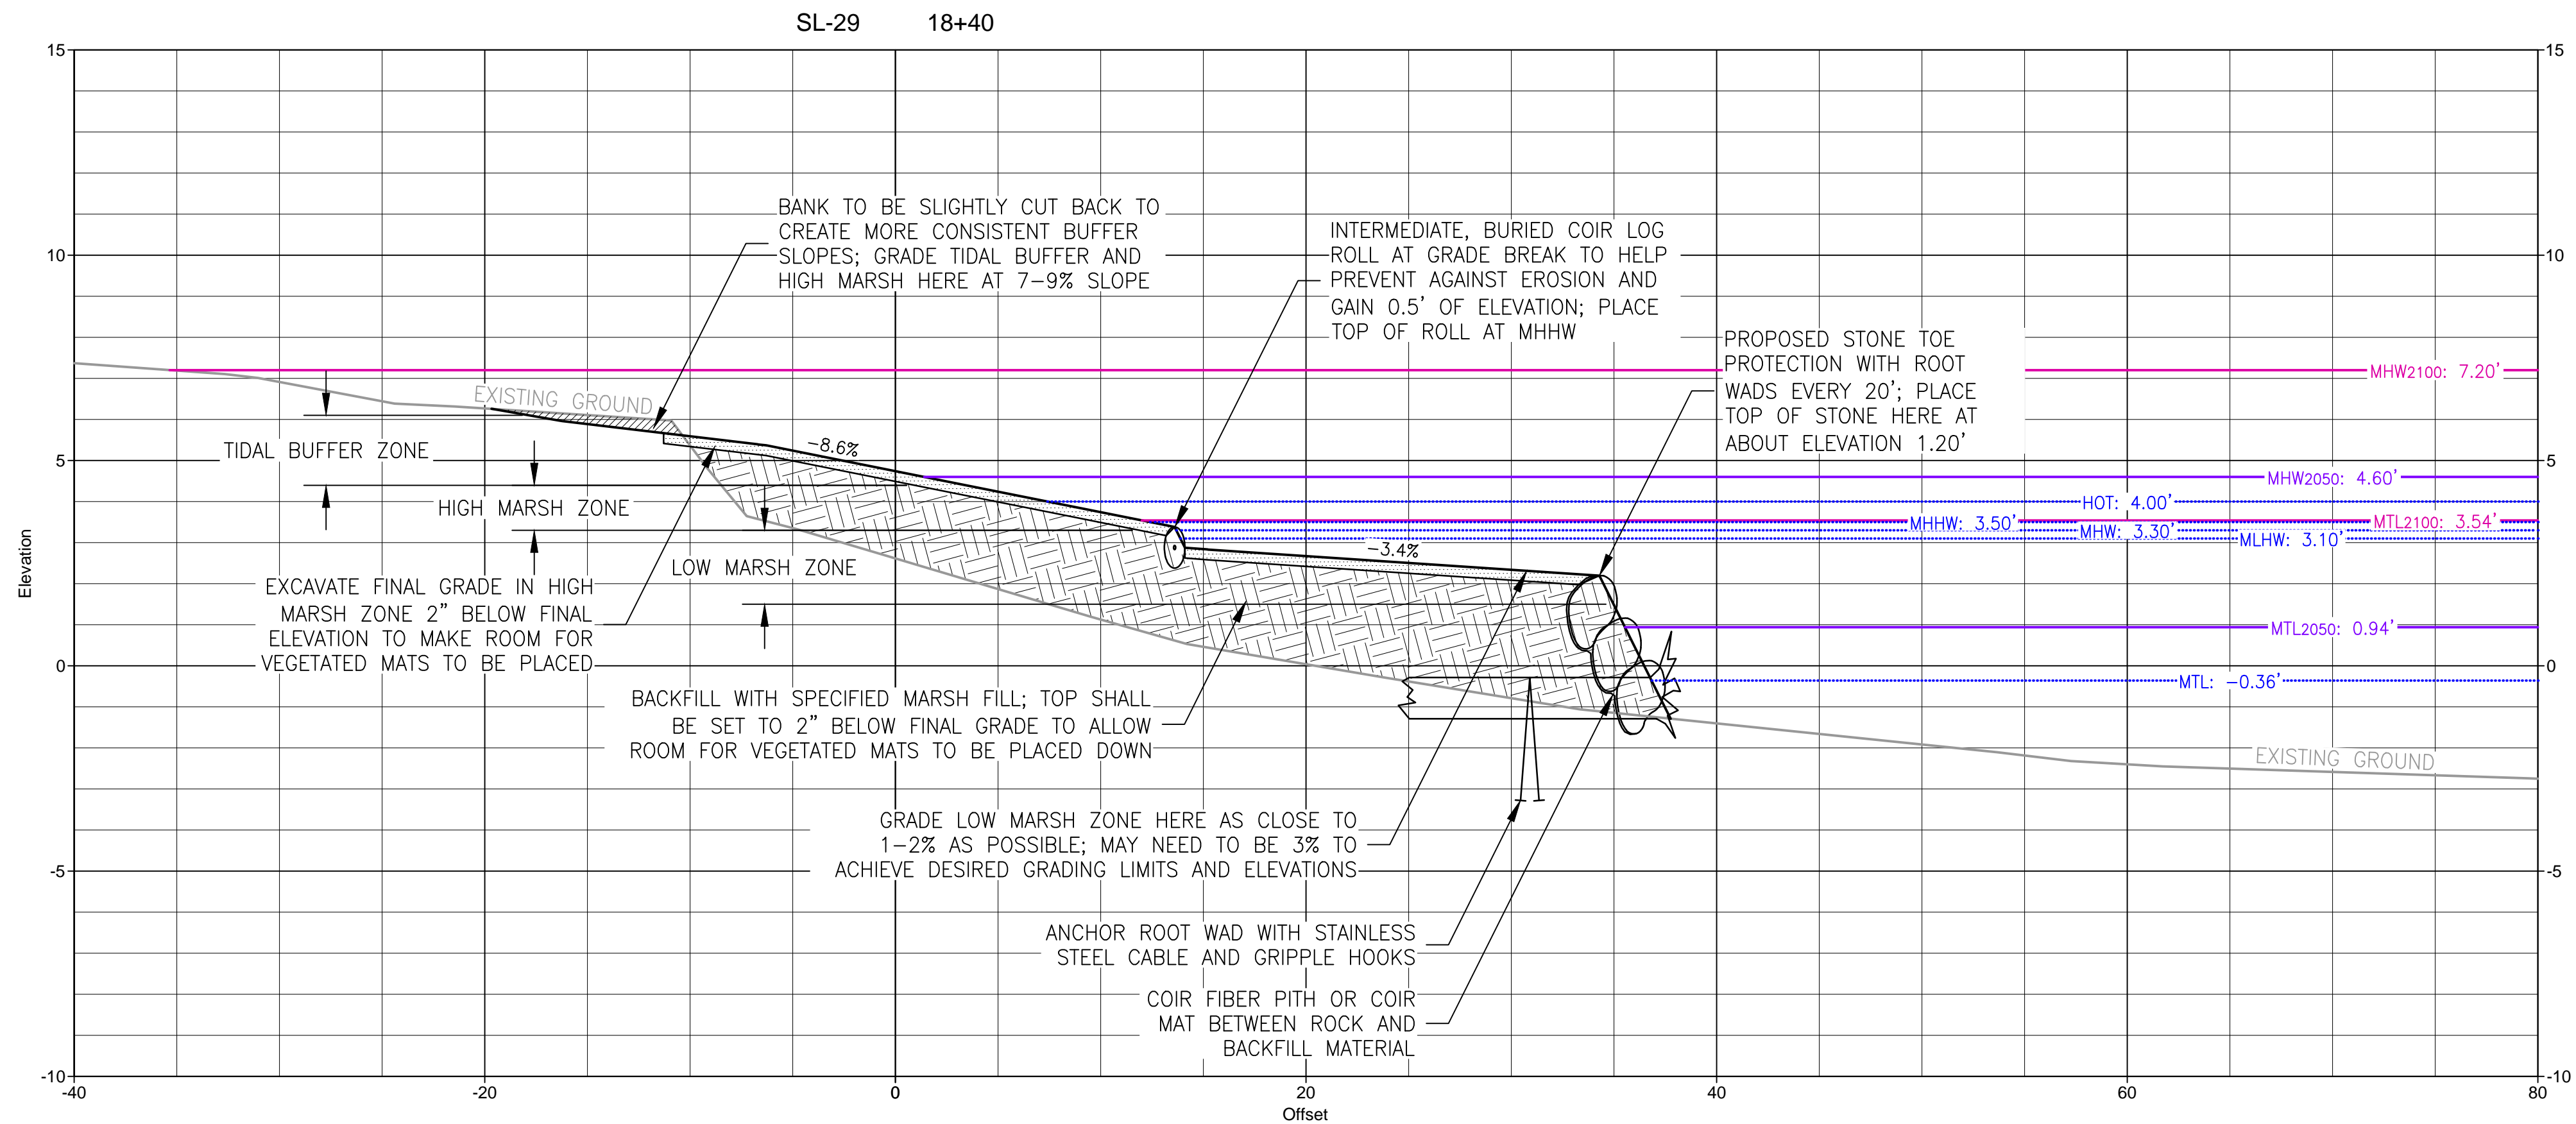 SL-29 18+40
15
15
BANK TO BE SLIGHTLY CUT BACK TO
CREATE MORE CONSISTENT BUFFER
SLOPES; GRADE TIDAL BUFFER AND
HIGH MARSH HERE AT 7-9% SLOPE
INTERMEDIATE, BURIED COIR LOG
ROLL AT GRADE BREAK TO HELP
PREVENT AGAINST EROSION AND
GAIN 0.5' OF ELEVATION; PLACE
TOP OF ROLL AT MHHW
10
10
PROPOSED STONE TOE
PROTECTION WITH ROOT
WADS EVERY 20'; PLACE
TOP OF STONE HERE AT
ABOUT ELEVATION 1.20'
MHW2100: 7.20'
EXISTING GROUND
TIDAL BUFFER ZONE
-8.6%
5
5
MHW2050: 4.60'
HIGH MARSH ZONE
HOT: 4.00'
MHHW: 3.50'
MTL2100: 3.54'
MHW: 3.30'
MLHW: 3.10'
-3.4%
LOW MARSH ZONE
Elevation
EXCAVATE FINAL GRADE IN HIGH
MARSH ZONE 2" BELOW FINAL
ELEVATION TO MAKE ROOM FOR
VEGETATED MATS TO BE PLACED
MTL2050: 0.94'
0
0
MTL: -0.36'
BACKFILL WITH SPECIFIED MARSH FILL; TOP SHALL
BE SET TO 2" BELOW FINAL GRADE TO ALLOW
ROOM FOR VEGETATED MATS TO BE PLACED DOWN
EXISTING GROUND
GRADE LOW MARSH ZONE HERE AS CLOSE TO
1-2% AS POSSIBLE; MAY NEED TO BE 3% TO
ACHIEVE DESIRED GRADING LIMITS AND ELEVATIONS
-5
-5
ANCHOR ROOT WAD WITH STAINLESS
STEEL CABLE AND GRIPPLE HOOKS
COIR FIBER PITH OR COIR
MAT BETWEEN ROCK AND
BACKFILL MATERIAL
-10
-10
-40 -20 0 20 40 60 80
Offset